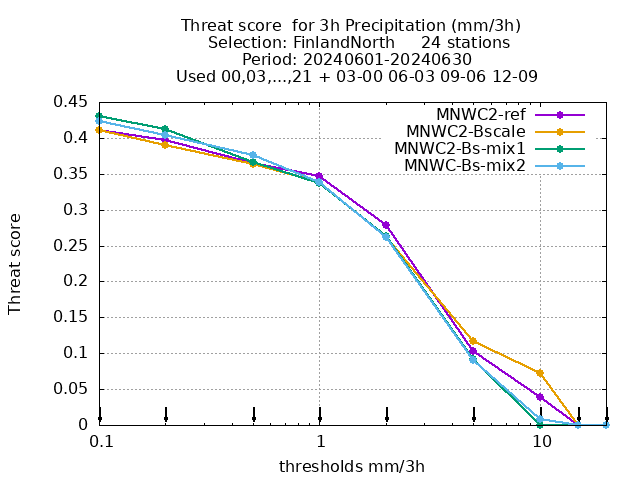 Threat score  for 3h Precipitation (mm/3h)
Selection: FinlandNorth     24 stations
Period: 20240601-20240630
Used 00,03,...,21 + 03-00 06-03 09-06 12-09
MNWC2-ref
MNWC2-Bscale
MNWC2-Bs-mix1
MNWC-Bs-mix2
Threat score
0.45
0.4
0.35
0.3
0.25
0.2
0.15
0.1
0.05
0
0.1 1 10
thresholds mm/3h